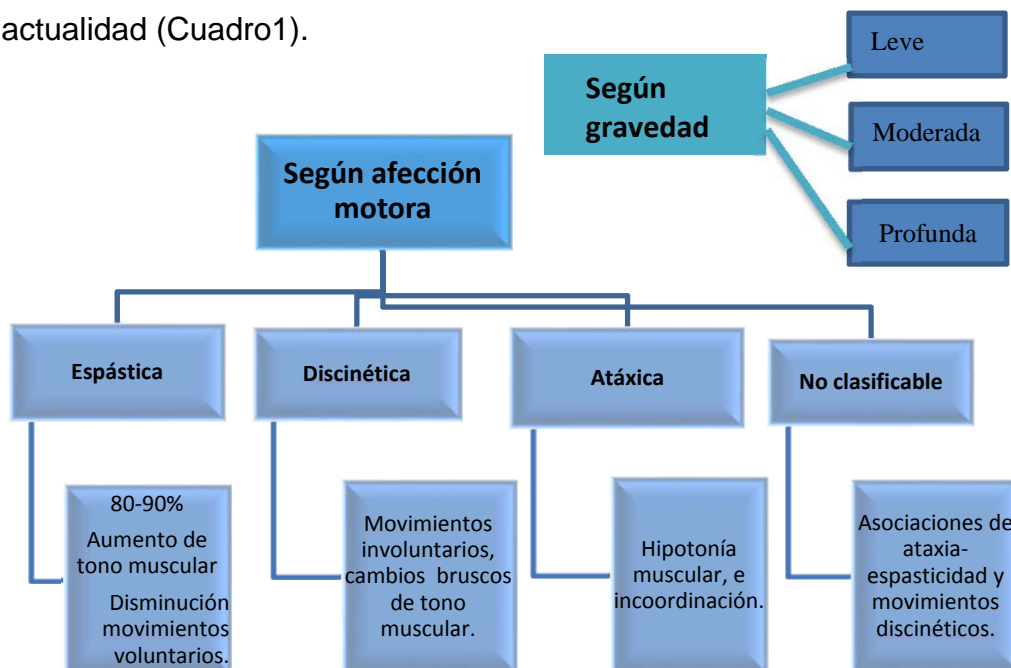 actualidad (Cuadro1).
Según
gravedad
Leve
Moderada
Profunda
Según afección
motora
Espástica
Discinética
Atáxica
No clasificable
80-90%
Aumento de
tono muscular
Disminución
movimientos
voluntarios.
Movimientos
involuntarios,
cambios bruscos
de tono
muscular.
Hipotonía
muscular, e
incoordinación.
Asociaciones de
ataxia-
espasticidad y
movimientos
discinéticos.